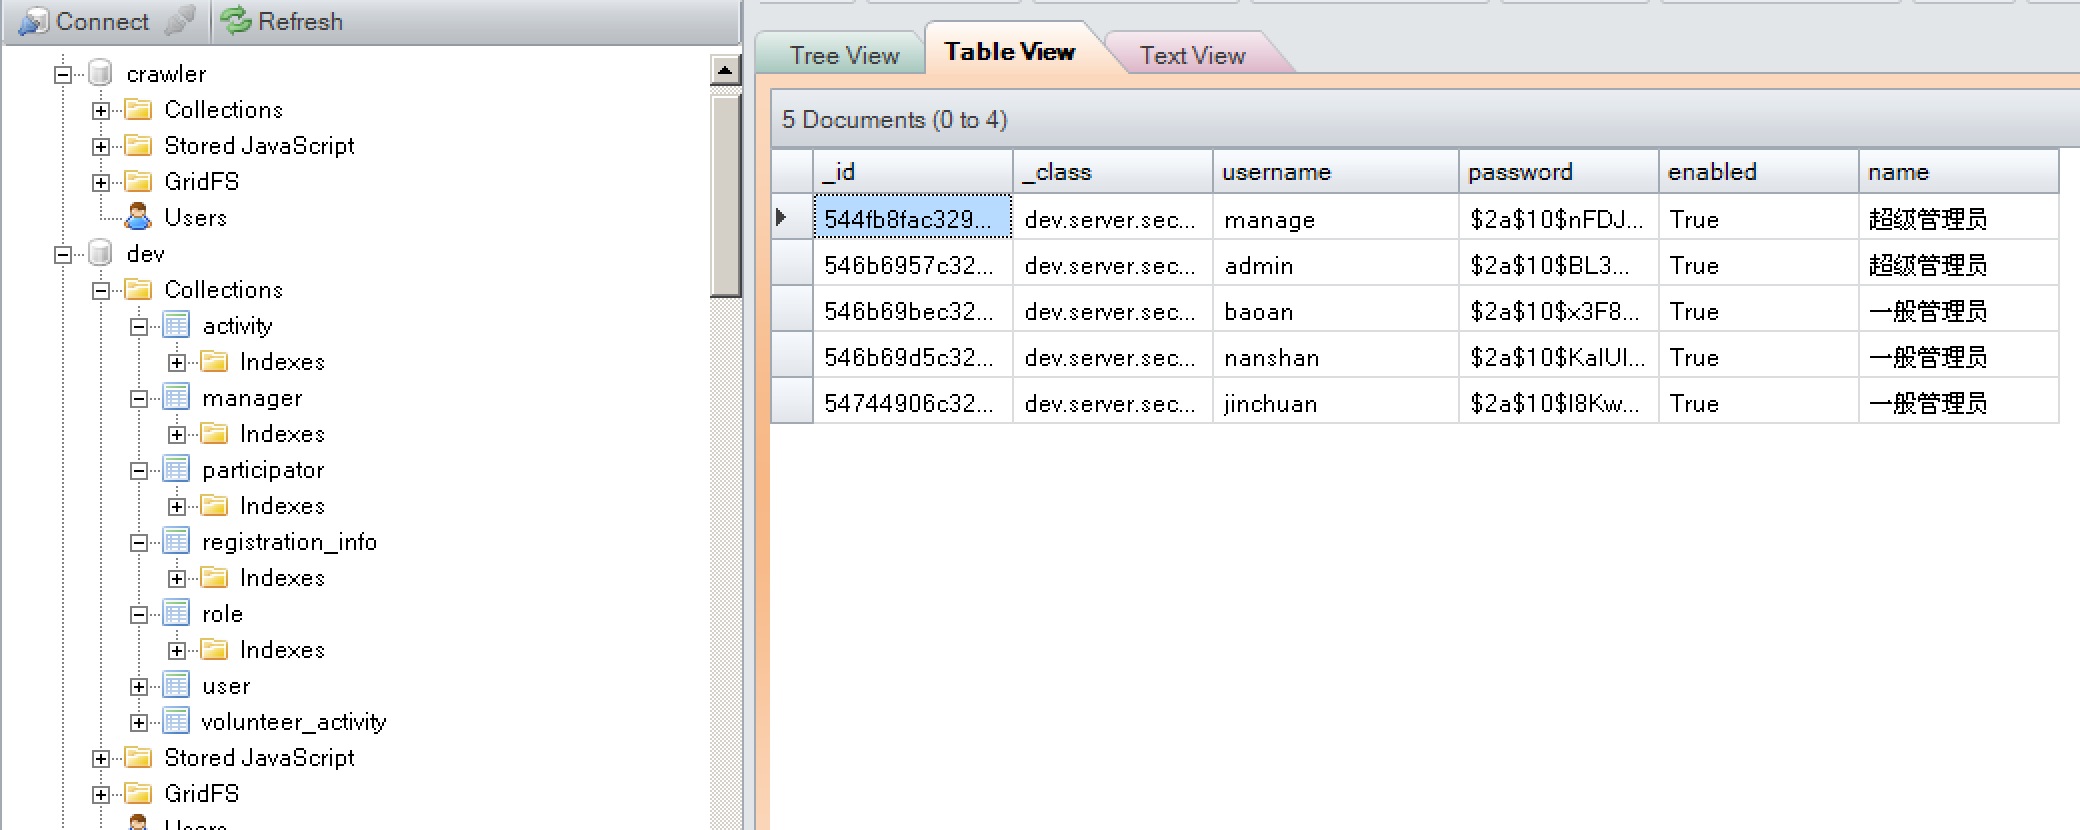 Connect Refresh
crawler
Collections
Stored JavaScript
GridFS
Users
dev
Collections
activity
Indexes
manager
Indexes
participator
Indexes
registration_info
Indexes
role
Indexes
user
volunteer_activity
Stored JavaScript
GridFS
Users
Tree View Table View Text View
5 Documents (0 to 4)
_id _class username password enabled name
544fb8fac329... dev.server.sec... manage $2a$10$nFDJ... True 超级管理员
546b6957c32... dev.server.sec... admin $2a$10$BL3... True 超级管理员
546b69bec32... dev.server.sec... baoan $2a$10$x3F8... True 一般管理员
546b69d5c32... dev.server.sec... nanshan $2a$10$KalUl... True 一般管理员
54744906c32... dev.server.sec... jinchuan $2a$10$l8Kw... True 一般管理员